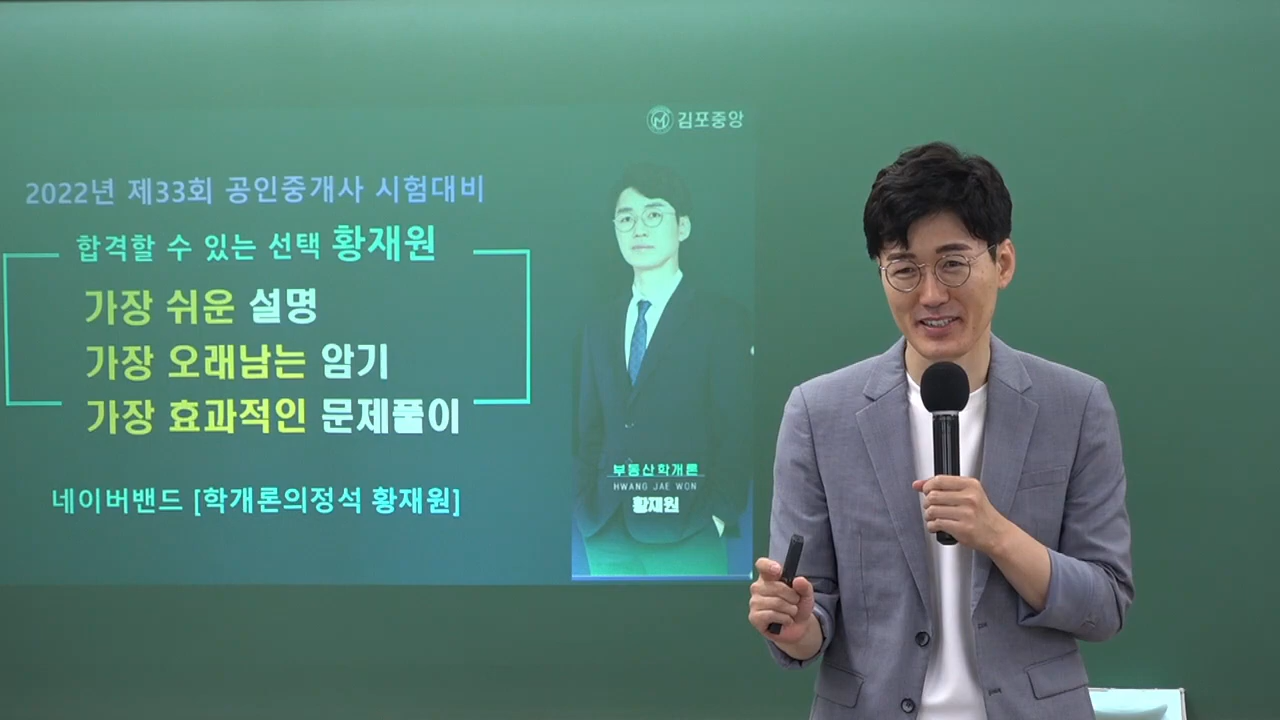 김포중앙
2022년 제33회 공인중개사 시험대비
합격할 수 있는 선택 황재원
가장 쉬운 설명
가장 오래남는 암기
가장 효과적인 문제풀이
네이버밴드 [학개론의정석 황재원]
부동산학개론
HWANG JAE WON
황재원